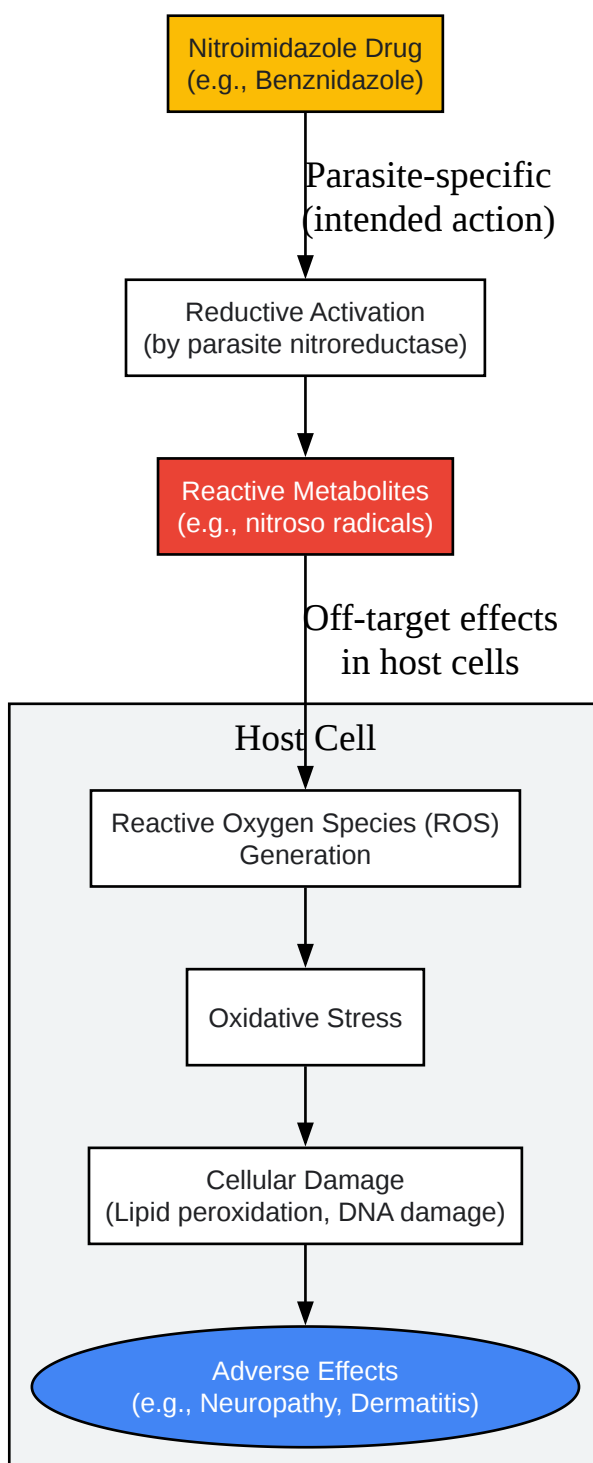 Nitroimidazole Drug
(e.g., Benznidazole)
Parasite-specific
(intended action)
Reductive Activation
(by parasite nitroreductase)
Reactive Metabolites
(e.g., nitroso radicals)
Off-target effects
in host cells
Host Cell
Reactive Oxygen Species (ROS)
Generation
Oxidative Stress
Cellular Damage
(Lipid peroxidation, DNA damage)
Adverse Effects
(e.g., Neuropathy, Dermatitis)